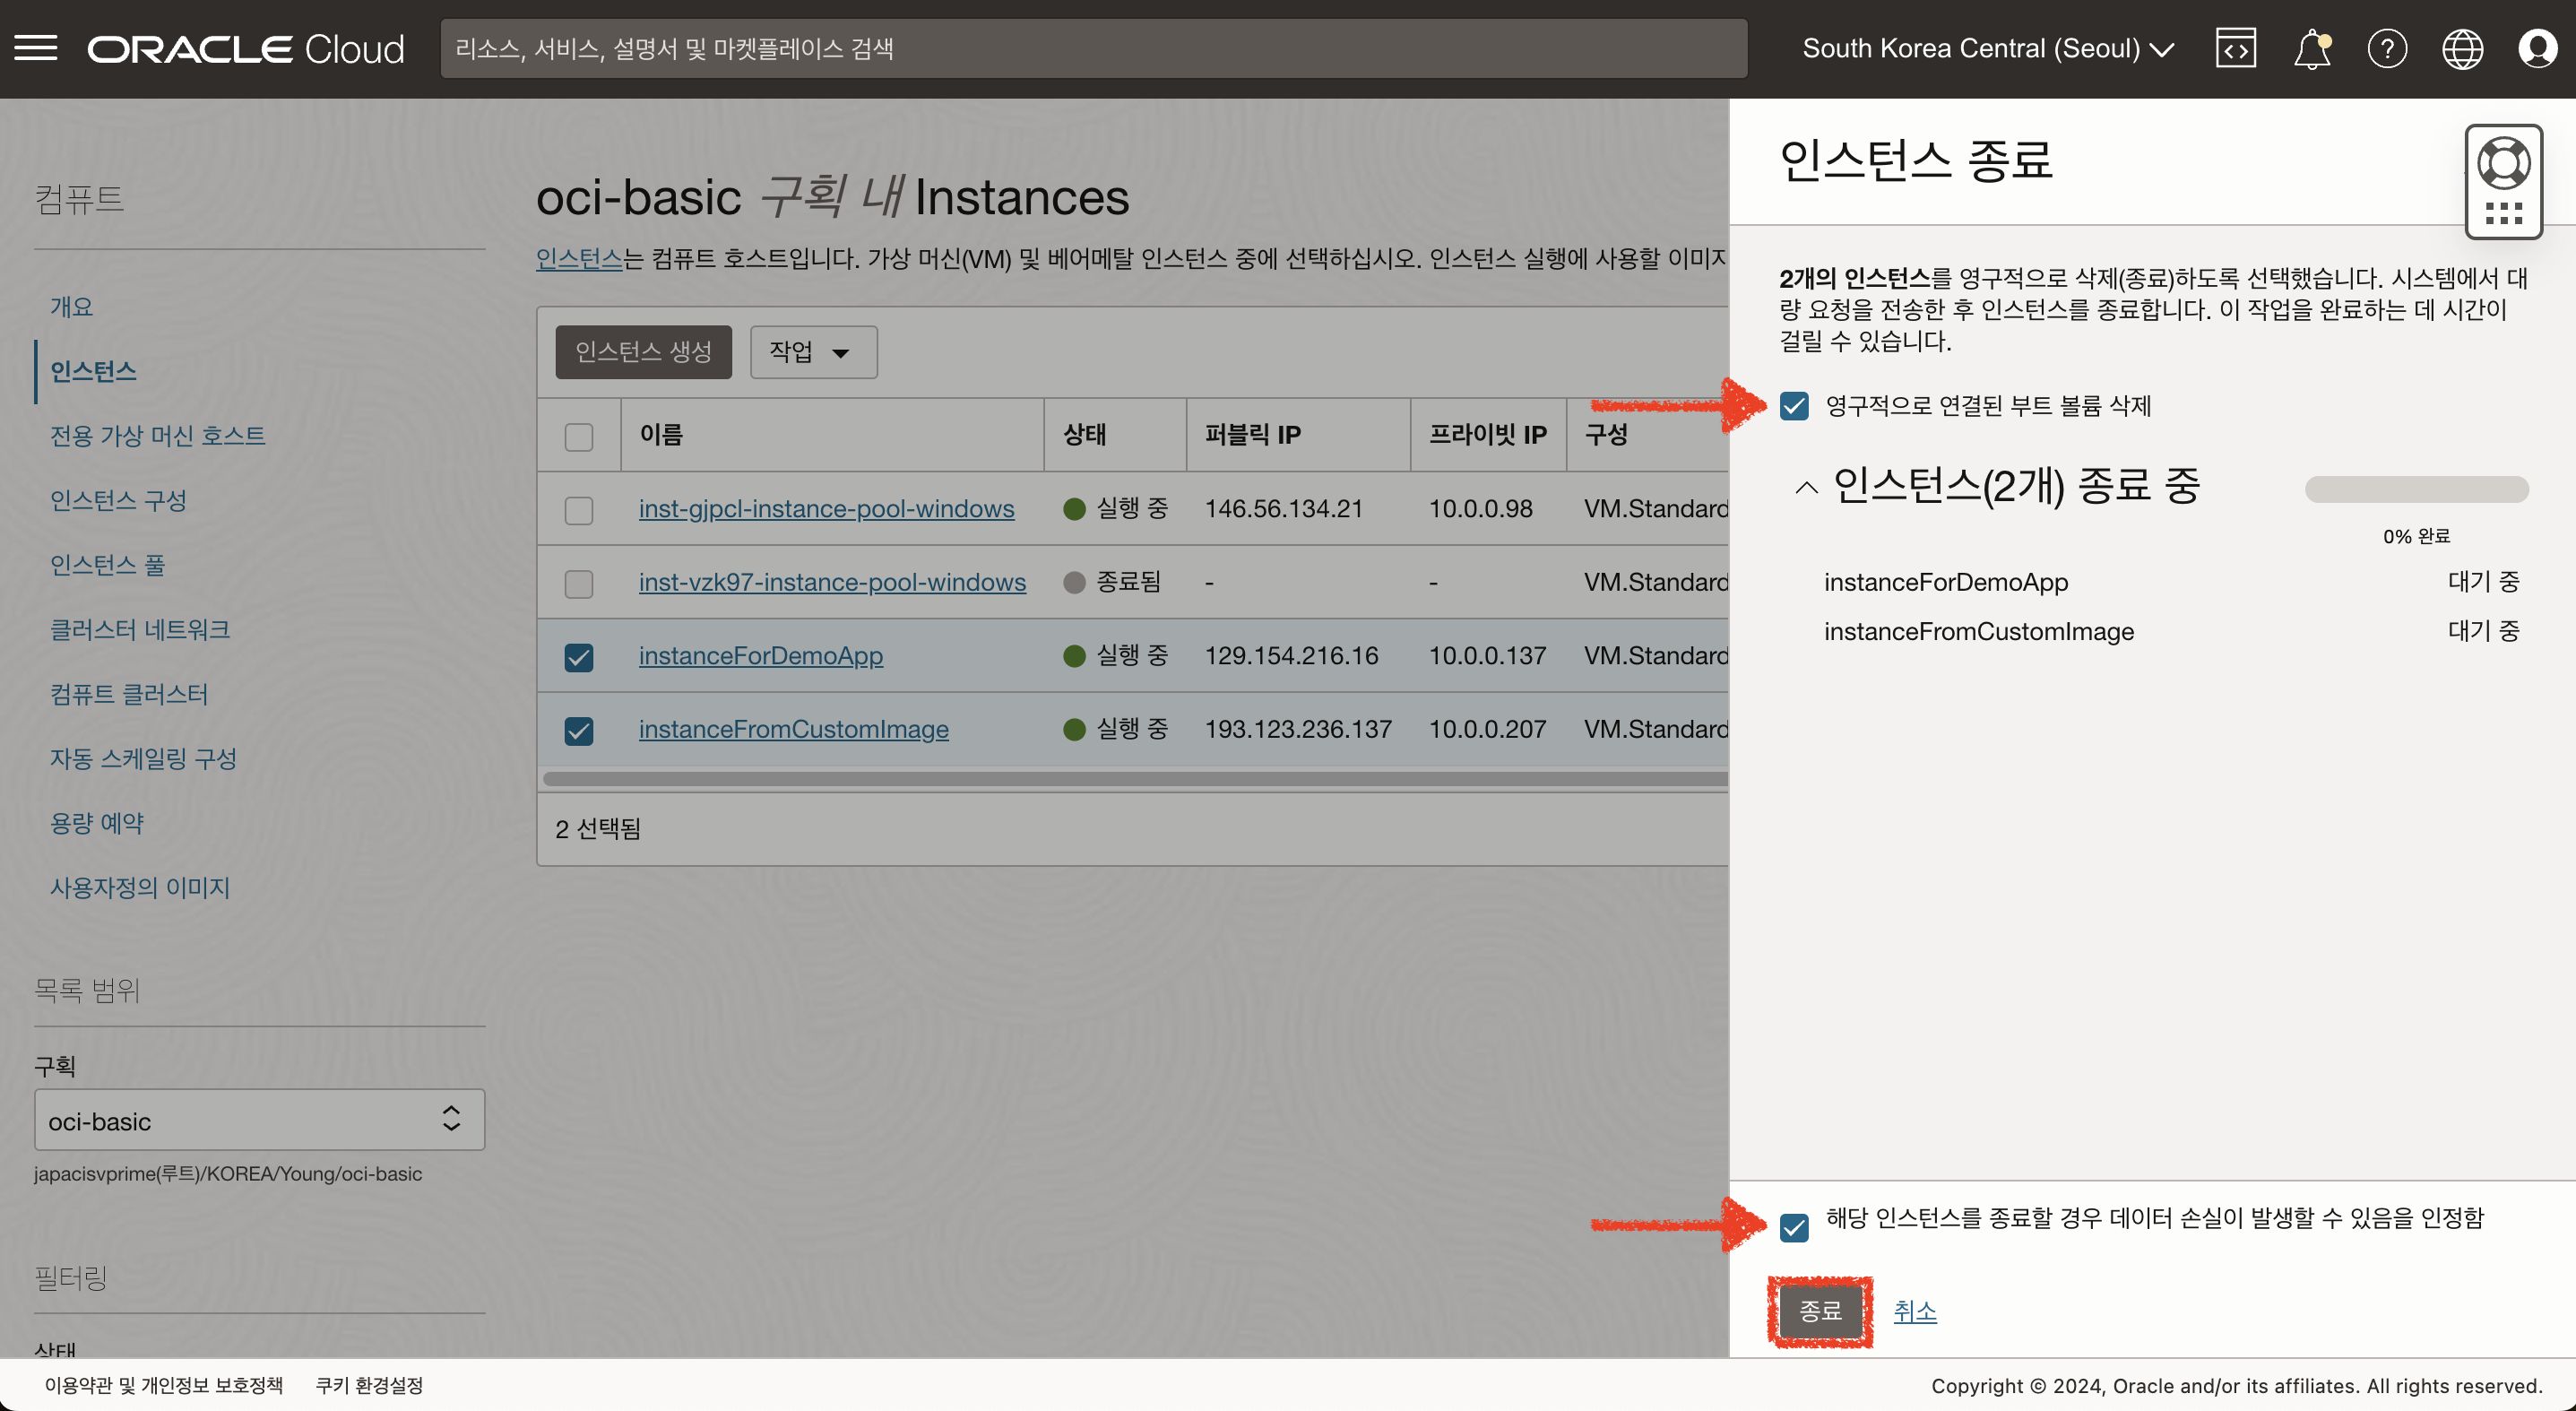 ORACLE Cloud
리소스, 서비스, 설명서 및 마켓플레이스 검색
South Korea Central (Seoul)
컴퓨트
개요
인스턴스
전용 가상 머신 호스트
인스턴스 구성
인스턴스 풀
클러스터 네트워크
컴퓨트 클러스터
자동 스케일링 구성
용량 예약
사용자정의 이미지
목록 범위
구획
oci-basic
japacisvprime(루트)/KOREA/Young/oci-basic
필터링
상태
oci-basic 구획 내 Instances
인스턴스는 컴퓨트 호스트입니다. 가상 머신(VM) 및 베어메탈 인스턴스 중에 선택하십시오. 인스턴스 실행에 사용할 이미지
인스턴스 생성 작업
이름 상태 퍼블릭 IP 프라이빗 IP 구성
inst-gjpcl-instance-pool-windows 실행 중 146.56.134.21 10.0.0.98 VM.Standard
inst-vzk97-instance-pool-windows 종료됨 - - VM.Standard
instanceForDemoApp 실행 중 129.154.216.16 10.0.0.137 VM.Standard
instanceFromCustomImage 실행 중 193.123.236.137 10.0.0.207 VM.Standard
2 선택됨
인스턴스 종료
2개의 인스턴스를 영구적으로 삭제(종료)하도록 선택했습니다. 시스템에서 대
량 요청을 전송한 후 인스턴스를 종료합니다. 이 작업을 완료하는 데 시간이
걸릴 수 있습니다.
영구적으로 연결된 부트 볼륨 삭제
인스턴스(2개) 종료 중
0% 완료
instanceForDemoApp 대기 중
instanceFromCustomImage 대기 중
해당 인스턴스를 종료할 경우 데이터 손실이 발생할 수 있음을 인정함
종료 취소
이용약관 및 개인정보 보호정책 쿠키 환경설정
Copyright © 2024, Oracle and/or its affiliates. All rights reserved.